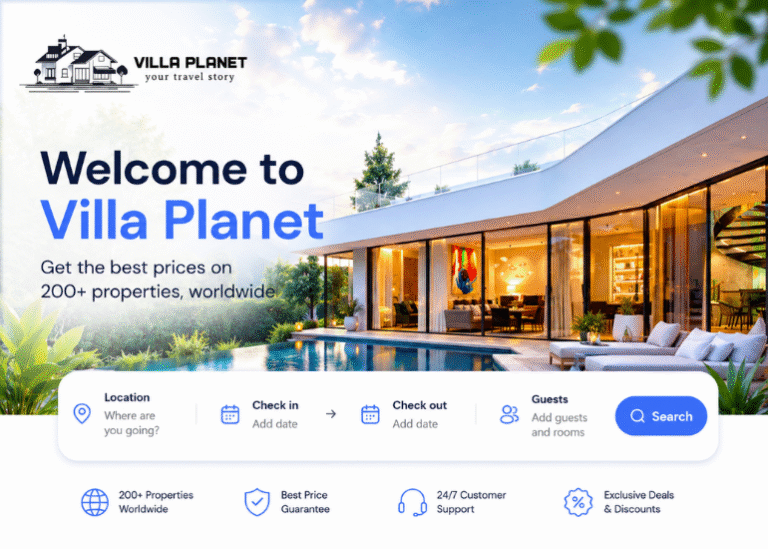 VILLA PLANET
your travel story
Welcome to
Villa Planet
Get the best prices on
200+ properties, worldwide
Location
Where are
you going?
Check in
Add date
→
Check out
Add date
Guests
Add guests
and rooms
Search
200+ Properties
Worldwide
Best Price
Guarantee
24/7 Customer
Support
Exclusive Deals
& Discounts